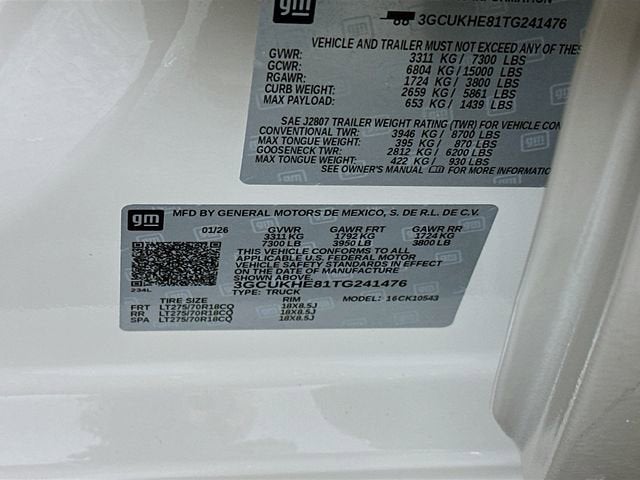 gm
3GCUKHE81TG241476
VEHICLE AND TRAILER MUST NOT EXCEED ANY OF THESE
GVWR: 3311 KG / 7300 LBS
GCWR: 6804 KG / 15000 LBS
RGAWR: 1724 KG / 3800 LBS
CURB WEIGHT: 2659 KG / 5861 LBS
MAX PAYLOAD: 653 KG / 1439 LBS
SAE J2807 TRAILER WEIGHT RATING (TWR) FOR VEHICLE CON
CONVENTIONAL TWR: 3946 KG / 8700 LBS
MAX TONGUE WT: 395 KG / 870 LBS
GOOSENECK TWR: 2812 KG / 6200 LBS
MAX TONGUE WT: 422 KG / 930 LBS
SEE OWNER'S MANUAL FOR MORE INFORMATIO
gm MFD BY GENERAL MOTORS DE MEXICO, S. DE R.L. DE C.V.
01/26 GVWR GAWR FRT GAWR RR
3311 KG 1792 KG 1724 KG
7300 LB 3950 LB 3800 LB
THIS VEHICLE CONFORMS TO ALL
APPLICABLE U.S. FEDERAL MOTOR
VEHICLE SAFETY STANDARDS IN EFFECT
ON THE DATE OF MANUFACTURE
SHOWN ABOVE.
3GCUKHE81TG241476
234L TYPE: TRUCK
TIRE SIZE RIM MODEL: 16CK10543
FRT LT275/70R18CQ 18X8.5J
RR LT275/70R18CQ 18X8.5J
SPA LT275/70R18CQ 18X8.5J